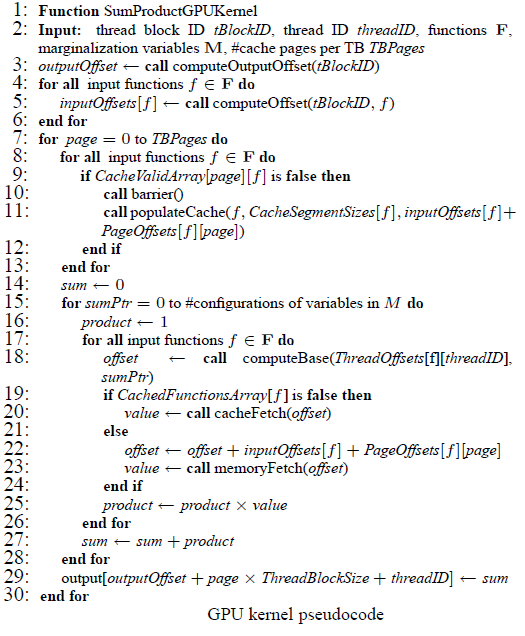 1: Function SumProductGPUKernel
2: Input: thread block ID tBlockID, thread ID threadID, functions F,
marginalization variables M, #cache pages per TB TBPages
3: outputOffset ← call computeOutputOffset(tBlockID)
4: for all input functions f ∈ F do
5: inputOffsets[f] ← call computeOffset(tBlockID, f)
6: end for
7: for page = 0 to TBPages do
8: for all input functions f ∈ F do
9: if CacheValidArray[page][f] is false then
10: call barrier()
11: call populateCache(f, CacheSegmentSizes[f], inputOffsets[f]+
PageOffsets[f][page])
12: end if
13: end for
14: sum ← 0
15: for sumPtr = 0 to #configurations of variables in M do
16: product ← 1
17: for all input functions f ∈ F do
18: offset ← call computeBase(ThreadOffsets[f][threadID],
sumPtr)
19: if CachedFunctionsArray[f] is false then
20: value ← call cacheFetch(offset)
21: else
22: offset ← offset + inputOffsets[f] + PageOffsets[f][page]
23: value ← call memoryFetch(offset)
24: end if
25: product ← product × value
26: end for
27: sum ← sum + product
28: end for
29: output[outputOffset + page × ThreadBlockSize + threadID] ← sum
30: end for
GPU kernel pseudocode